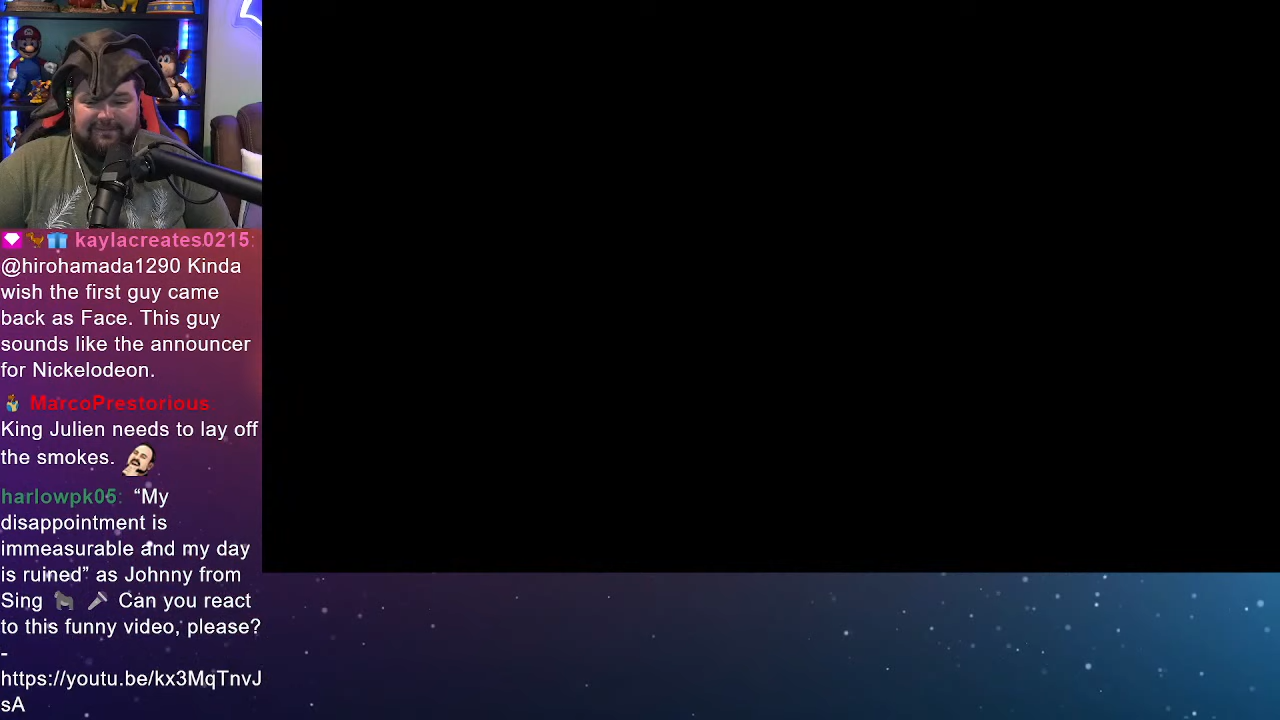 kaylacreates0215:
@hirohamada1290 Kinda
wish the first guy came
back as Face. This guy
sounds like the announcer
for Nickelodeon.
MarcoPrestorious
King Julien needs to lay off
the smokes.
harlowpk05: “My
disappointment is
immeasurable and my day
is ruined” as Johnny from
Sing 🦍 🎤 Can you react
to this funny video, please?
-
https://youtu.be/kx3MqTnvJ
sA